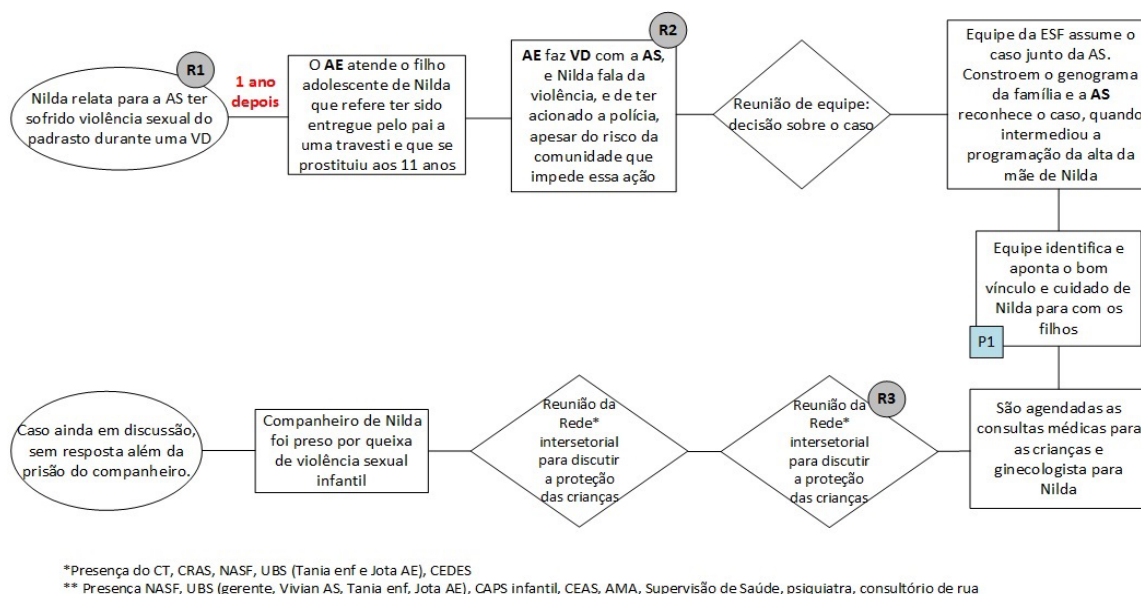 R1
Nilda relata para a AS ter
sofrido violência sexual do
padrasto durante uma VD
1 ano
depois
O AE atende o filho
adolescente de Nilda
que refere ter sido
entregue pelo pai a
uma travesti e que se
prostituiu aos 11 anos
R2
AE faz VD com a AS,
e Nilda fala da
violência, e de ter
acionado a polícia,
apesar do risco da
comunidade que
impede essa ação
Reunião de equipe:
decisão sobre o caso
Equipe da ESF assume o
caso junto da AS.
Constroem o genograma
da família e a AS
reconhece o caso, quando
intermediou a
programação da alta da
mãe de Nilda
Equipe identifica e
aponta o bom
vínculo e cuidado de
Nilda para com os
filhos
P1
São agendadas as
consultas médicas para
as crianças e
ginecologista para
Nilda
R3
Reunião da
Rede*
intersetorial
para discutir
a proteção
das crianças
Reunião da
Rede*
intersetorial
para discutir
a proteção
das crianças
Companheiro de Nilda
foi preso por queixa
de violência sexual
infantil
Caso ainda em discussão,
sem resposta além da
prisão do companheiro.
*Presença do CT, CRAS, NASF, UBS (Tania enf e Jota AE), CEDES
** Presença NASF, UBS (gerente, Vivian AS, Tania enf, Jota AE), CAPS infantil, CEAS, AMA, Supervisão de Saúde, psiquiatra, consultório de rua